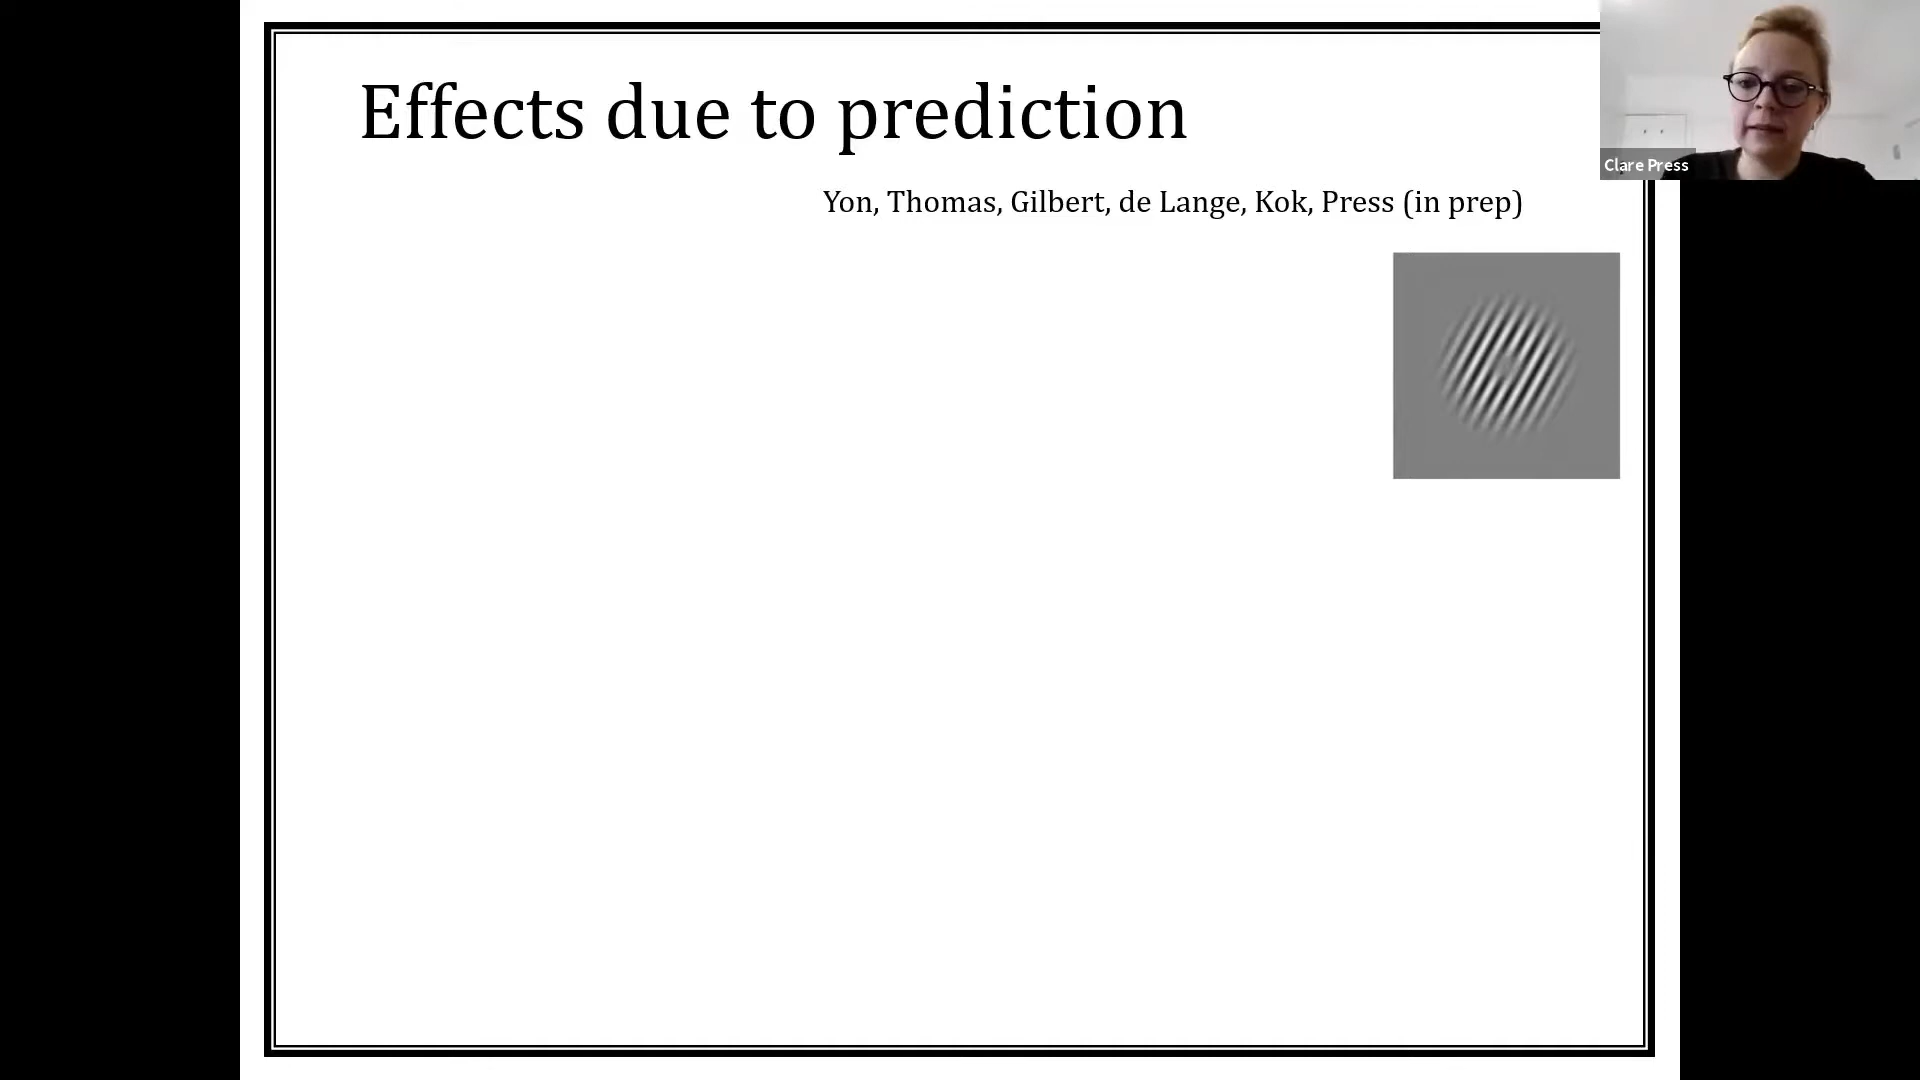 Effects due to prediction
Yon, Thomas, Gilbert, de Lange, Kok, Press (in prep)
Clare Press